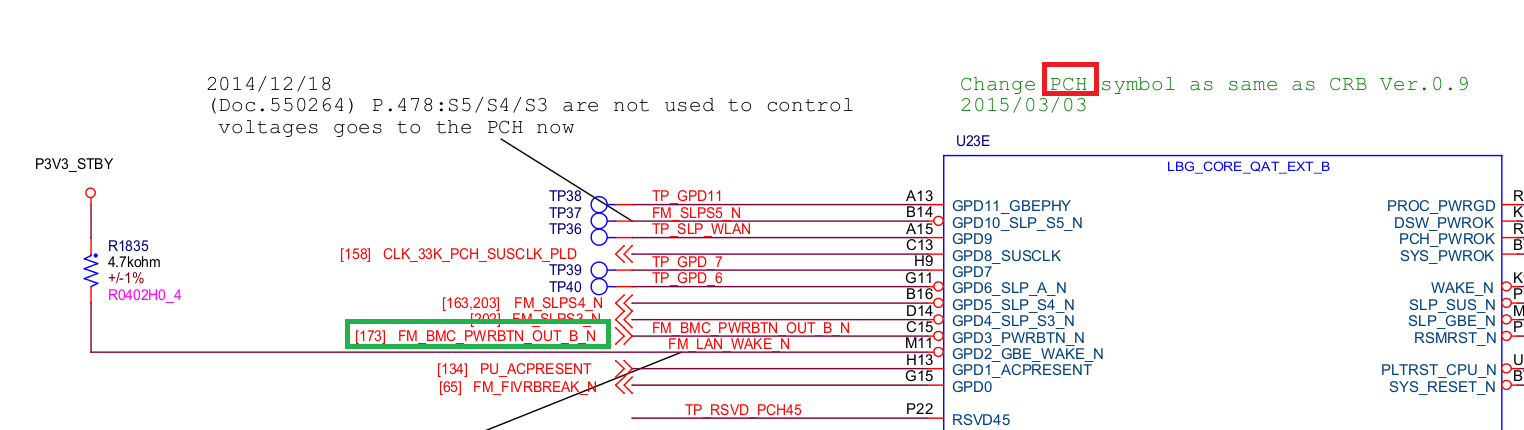 2014/12/18
(Doc.550264) P.478:S5/S4/S3 are not used to control
voltages goes to the PCH now
Change PCH symbol as same as CRB Ver.0.9
2015/03/03
U23E
LBG_CORE_QAT_EXT_B
P3V3_STBY
R1835
4.7kohm
+/-1%
R0402H0_4
TP38 TP_GPD11 A13 GPD11_GBEPHY
TP37 FM_SLPS5_N B14 GPD10_SLP_S5_N
TP36 TP_SLP_WLAN A15 GPD9
[158] CLK_33K_PCH_SUSCLK_PLD C13 GPD8_SUSCLK
TP39 TP_GPD_7 H9 GPD7
TP40 TP_GPD_6 G11 GPD6_SLP_A_N
[163,203] FM_SLPS4_N B16 GPD5_SLP_S4_N
[202] FM_SLPS3_N D14 GPD4_SLP_S3_N
[173] FM_BMC_PWRBTN_OUT_B_N FM_BMC_PWRBTN_OUT_B_N C15 GPD3_PWRBTN_N
FM_LAN_WAKE_N M11 GPD2_GBE_WAKE_N
[134] PU_ACPRESENT H13 GPD1_ACPRESENT
[65] FM_FIVRBREAK_N G15 GPD0
TP_RSVD_PCH45 P22 RSVD45
PROC_PWRGD R
DSW_PWROK K
PCH_PWROK R
SYS_PWROK B
WAKE_N K
SLP_SUS_N P
SLP_GBE_N M
RSMRST_N P
PLTRST_CPU_N U
SYS_RESET_N B